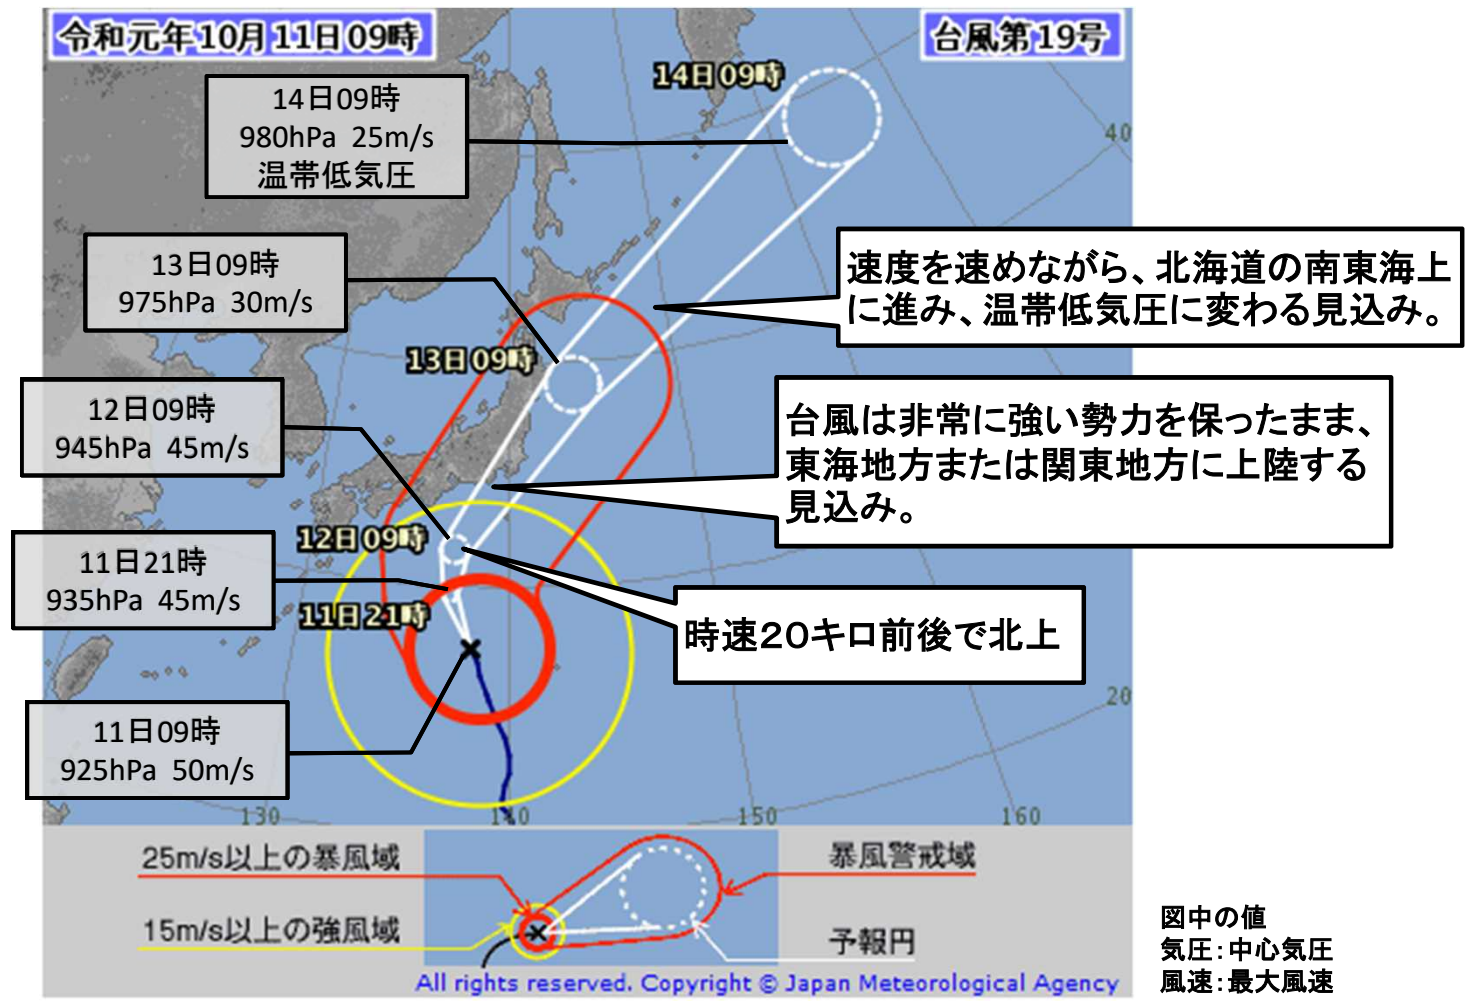 令和元年10月11日09時
台風第19号
14日09時
14日09時
980hPa 25m/s
温帯低気圧
40
13日09時
975hPa 30m/s
速度を速めながら、北海道の南東海上
に進み、温帯低気圧に変わる見込み。
13日09時
12日09時
945hPa 45m/s
台風は非常に強い勢力を保ったまま、
東海地方または関東地方に上陸する
見込み。
12日09時
11日21時
935hPa 45m/s
11日21時
時速20キロ前後で北上
20
11日09時
925hPa 50m/s
130
140
150
160
25m/s以上の暴風域
暴風警戒域
15m/s以上の強風域
予報円
All rights reserved. Copyright © Japan Meteorological Agency
図中の値
気圧:中心気圧
風速:最大風速